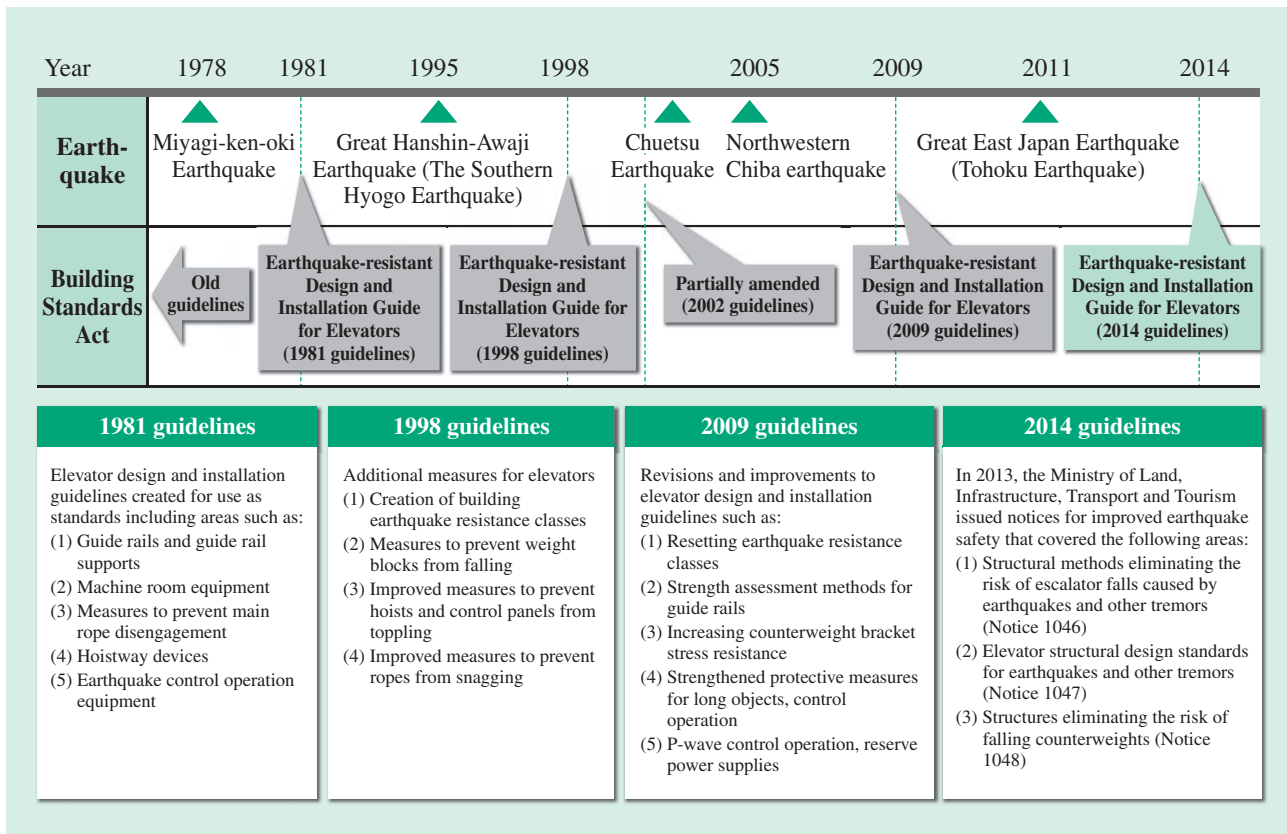 Year 1978 1981 1995 1998 2005 2009 2011 2014
Earth-
quake
Miyagi-ken-oki
Earthquake
Great Hanshin-Awaji
Earthquake (The Southern
Hyogo Earthquake)
Chuetsu
Earthquake
Northwestern
Chiba earthquake
Great East Japan Earthquake
(Tohoku Earthquake)
Building
Standards
Act
Old
guidelines
Earthquake-resistant
Design and
Installation Guide
for Elevators
(1981 guidelines)
Earthquake-resistant
Design and
Installation Guide for
Elevators
(1998 guidelines)
Partially amended
(2002 guidelines)
Earthquake-resistant
Design and Installation
Guide for Elevators
(2009 guidelines)
Earthquake-resistant
Design and Installation
Guide for Elevators
(2014 guidelines)
1981 guidelines
Elevator design and installation
guidelines created for use as
standards including areas such as:
(1) Guide rails and guide rail
supports
(2) Machine room equipment
(3) Measures to prevent main
rope disengagement
(4) Hoistway devices
(5) Earthquake control operation
equipment
1998 guidelines
Additional measures for elevators
(1) Creation of building
earthquake resistance classes
(2) Measures to prevent weight
blocks from falling
(3) Improved measures to prevent
hoists and control panels from
toppling
(4) Improved measures to prevent
ropes from snagging
2009 guidelines
Revisions and improvements to
elevator design and installation
guidelines such as:
(1) Resetting earthquake resistance
classes
(2) Strength assessment methods for
guide rails
(3) Increasing counterweight bracket
stress resistance
(4) Strengthened protective measures
for long objects, control
operation
(5) P-wave control operation, reserve
power supplies
2014 guidelines
In 2013, the Ministry of Land,
Infrastructure, Transport and Tourism
issued notices for improved earthquake
safety that covered the following areas:
(1) Structural methods eliminating the
risk of escalator falls caused by
earthquakes and other tremors
(Notice 1046)
(2) Elevator structural design standards
for earthquakes and other tremors
(Notice 1047)
(3) Structures eliminating the risk of
falling counterweights (Notice
1048)